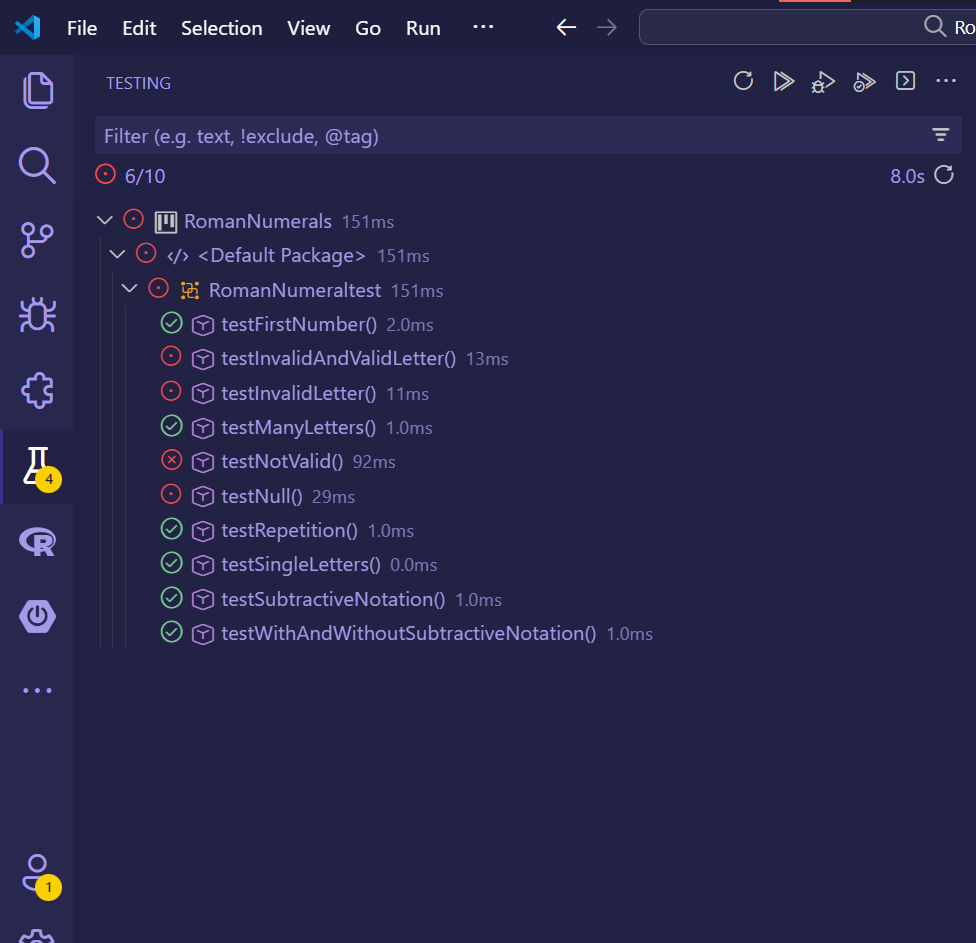 File Edit Selection View Go Run ··· Ro
TESTING
Filter (e.g. text, !exclude, @tag)
6/10 8.0s
RomanNumerals 151ms
</> <Default Package> 151ms
RomanNumeraltest 151ms
testFirstNumber() 2.0ms
testInvalidAndValidLetter() 13ms
testInvalidLetter() 11ms
testManyLetters() 1.0ms
testNotValid() 92ms
4
testNull() 29ms
testRepetition() 1.0ms
R
testSingleLetters() 0.0ms
testSubtractiveNotation() 1.0ms
testWithAndWithoutSubtractiveNotation() 1.0ms
1